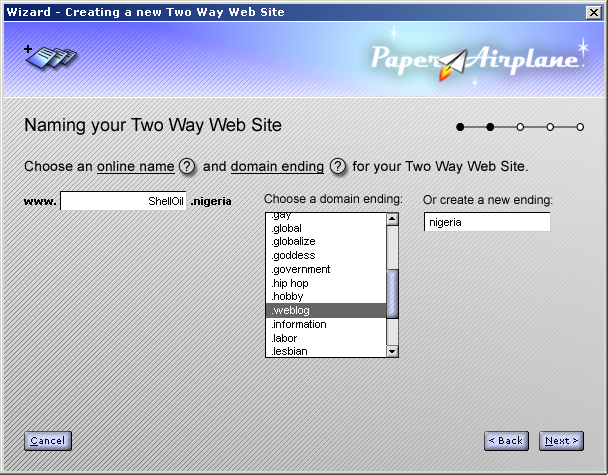 Wizard - Creating a new Two Way Web Site
Paper Airplane
Naming your Two Way Web Site
Choose an online name ? and domain ending ? for your Two Way Web Site.
www. ShellOil .nigeria
Choose a domain ending:
.gay
.global
.globalize
.goddess
.government
.hip hop
.hobby
.weblog
.information
.labor
.lesbian
Or create a new ending:
nigeria
Cancel
< Back
Next >